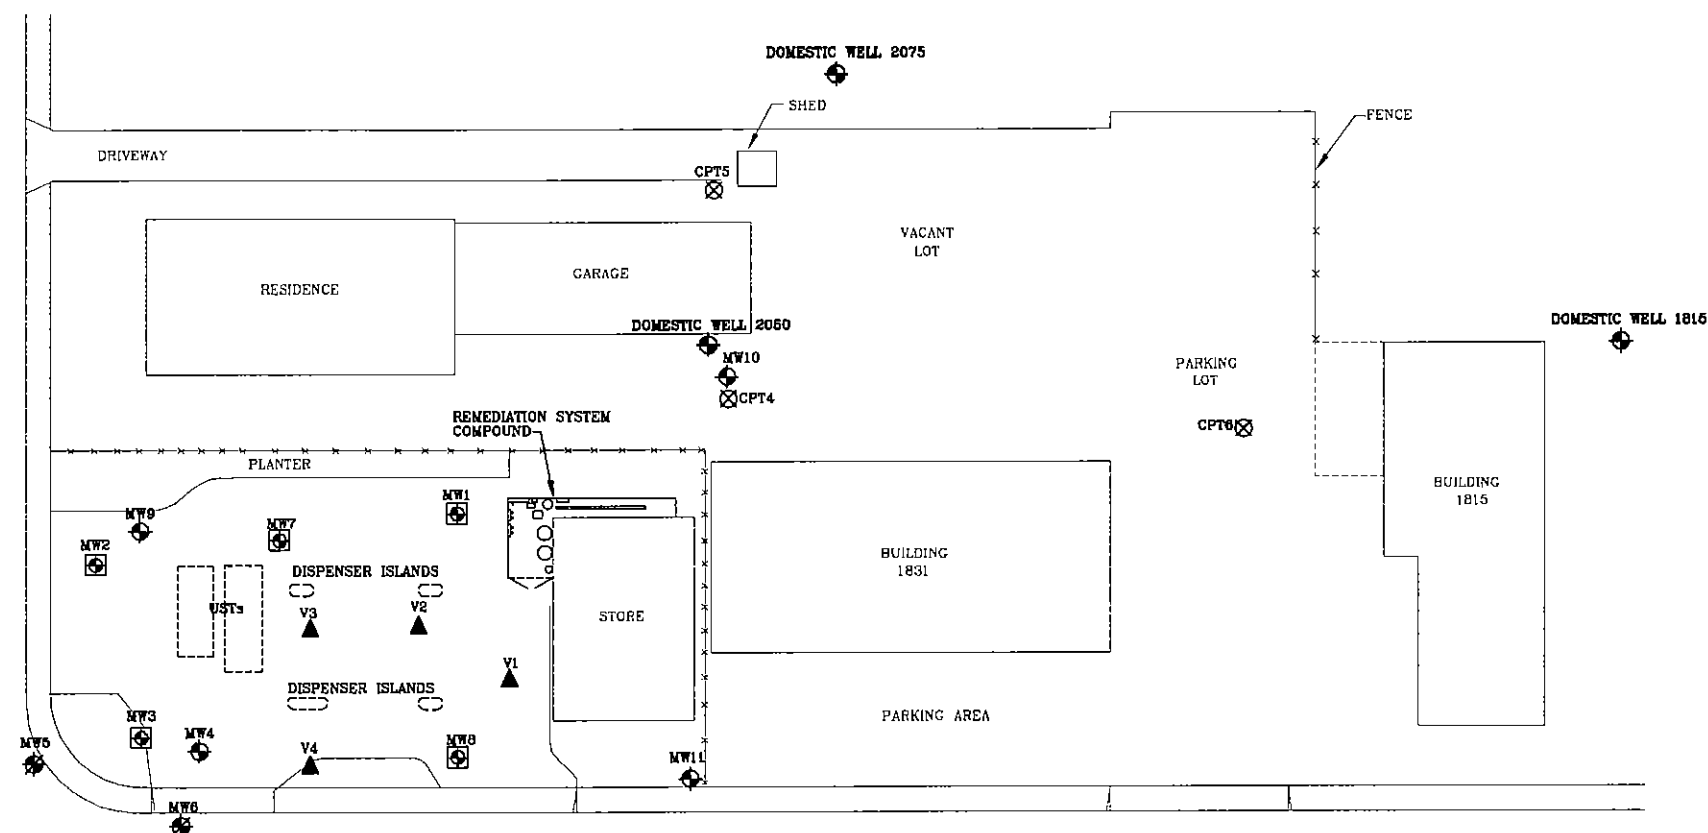 DOMESTIC WELL 2075
SHED
FENCE
DRIVEWAY
CPT5
VACANT
LOT
GARAGE
RESIDENCE
DOMESTIC WELL 2060
DOMESTIC WELL 1815
MW10
PARKING
LOT
CPT4
REMEDIATION SYSTEM
COMPOUND
CPT6
PLANTER
BUILDING
1815
MW1
MW9
MW7
MW2
BUILDING
1831
DISPENSER ISLANDS
USTs
V3
V2
STORE
V1
DISPENSER ISLANDS
PARKING AREA
MW3
MW4
MW5
V4
MW8
MW11
MW6